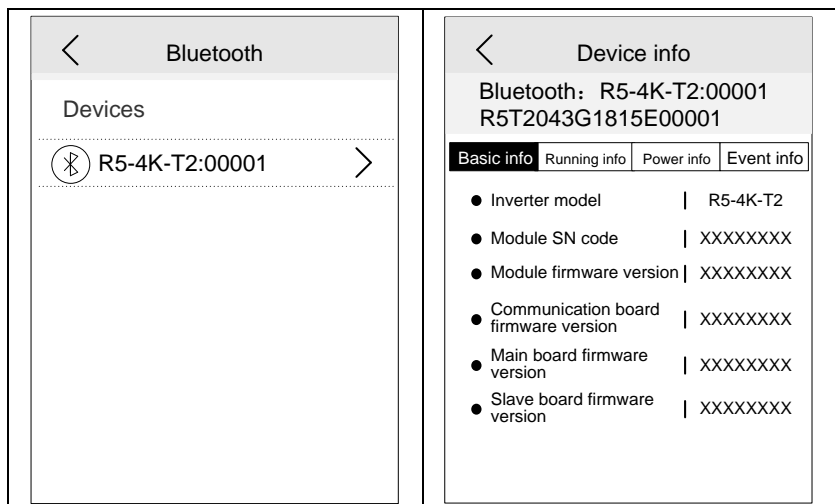 Bluetooth
Devices
R5-4K-T2:00001
Device info
Bluetooth：R5-4K-T2:00001
R5T2043G1815E00001
Basic info Running info Power info Event info
Inverter model | R5-4K-T2
Module SN code | XXXXXXXX
Module firmware version | XXXXXXXX
Communication board
firmware version | XXXXXXXX
Main board firmware
version | XXXXXXXX
Slave board firmware
version | XXXXXXXX